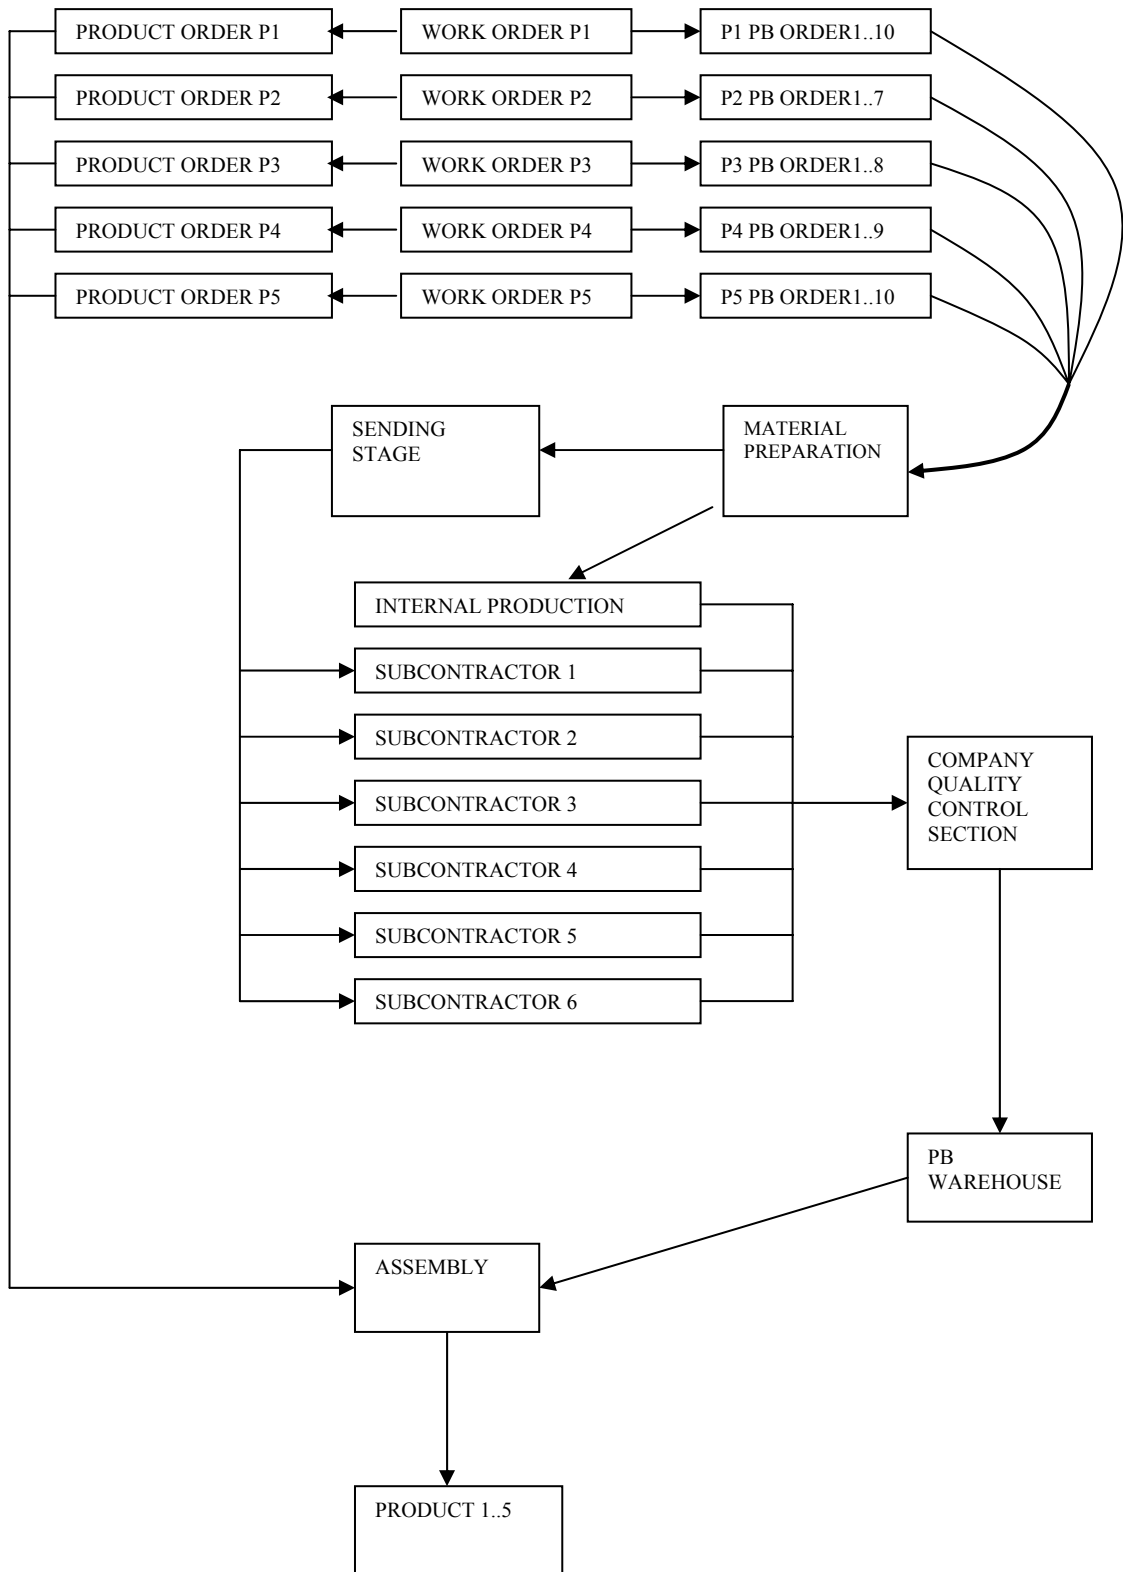 PRODUCT ORDER P1
WORK ORDER P1
P1 PB ORDER1..10
PRODUCT ORDER P2
WORK ORDER P2
P2 PB ORDER1..7
PRODUCT ORDER P3
WORK ORDER P3
P3 PB ORDER1..8
PRODUCT ORDER P4
WORK ORDER P4
P4 PB ORDER1..9
PRODUCT ORDER P5
WORK ORDER P5
P5 PB ORDER1..10
SENDING
STAGE
MATERIAL
PREPARATION
INTERNAL PRODUCTION
SUBCONTRACTOR 1
SUBCONTRACTOR 2
SUBCONTRACTOR 3
SUBCONTRACTOR 4
SUBCONTRACTOR 5
SUBCONTRACTOR 6
COMPANY
QUALITY
CONTROL
SECTION
PB
WAREHOUSE
ASSEMBLY
PRODUCT 1..5